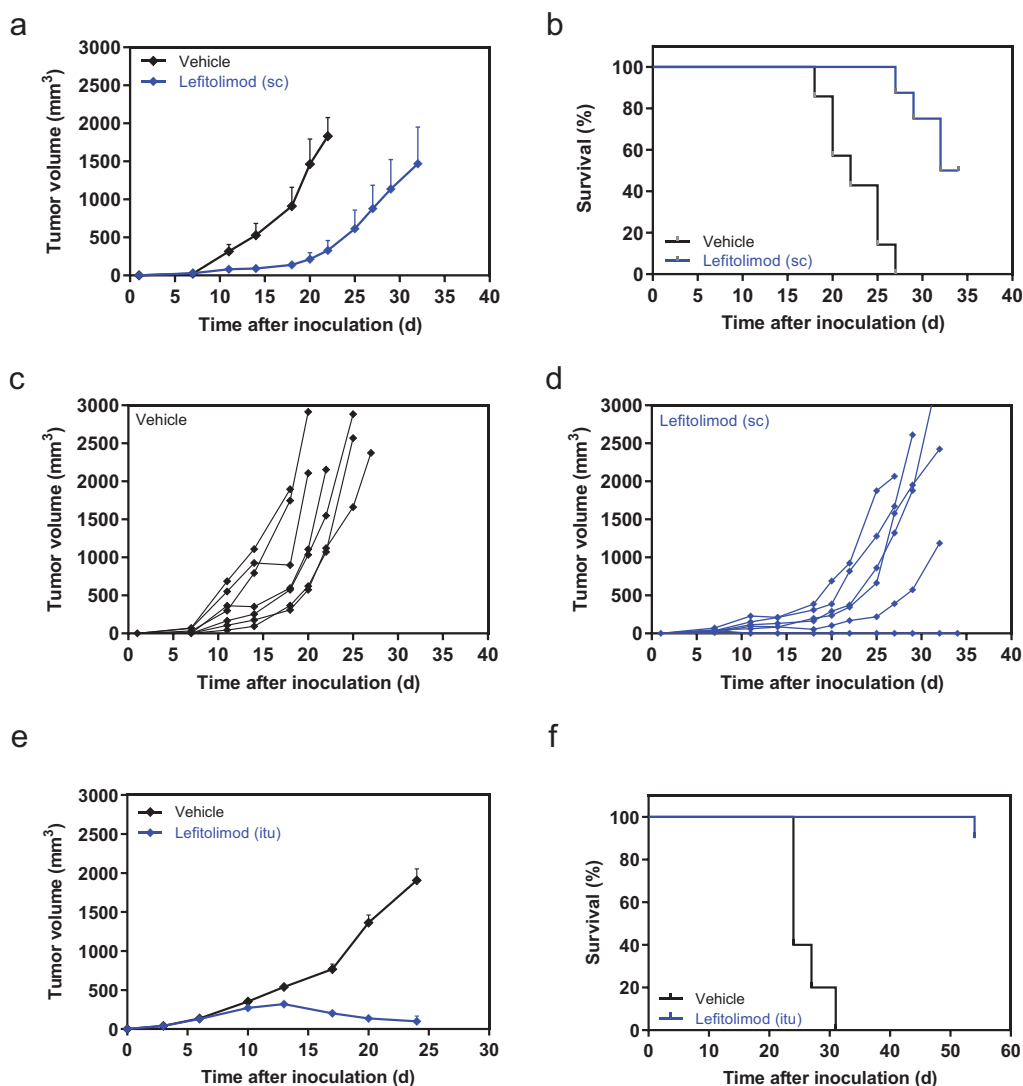 a
Tumor volume (mm³)
3000
2500
2000
1500
1000
500
0
Vehicle
Lefitolimod (sc)
0 5 10 15 20 25 30 35 40
Time after inoculation (d)
b
Survival (%)
100
80
60
40
20
0
Vehicle
Lefitolimod (sc)
0 5 10 15 20 25 30 35 40
Time after inoculation (d)
c
Tumor volume (mm³)
3000
2500
2000
1500
1000
500
0
Vehicle
0 5 10 15 20 25 30 35 40
Time after inoculation (d)
d
Tumor volume (mm³)
3000
2500
2000
1500
1000
500
0
Lefitolimod (sc)
0 5 10 15 20 25 30 35 40
Time after inoculation (d)
e
Tumor volume (mm³)
3000
2500
2000
1500
1000
500
0
Vehicle
Lefitolimod (itu)
0 5 10 15 20 25 30
Time after inoculation (d)
f
Survival (%)
100
80
60
40
20
0
Vehicle
Lefitolimod (itu)
0 10 20 30 40 50 60
Time after inoculation (d)